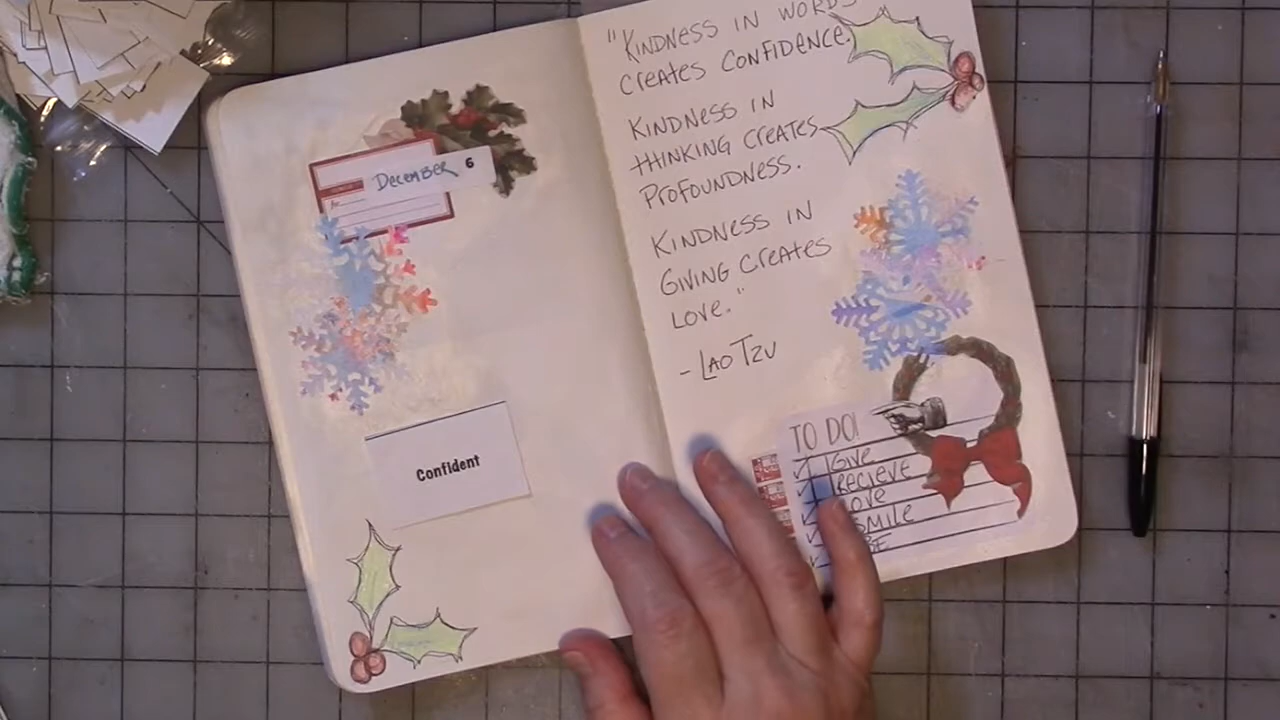 December 6
Confident
"KINDNESS IN WORDS
CREATES CONFIDENCE.
KINDNESS IN
THINKING CREATES
PROFOUNDNESS.
KINDNESS IN
GIVING CREATES
LOVE."
- LAO TZU
TO DO!
✓ GIVE
✓ RECIEVE
✓ LOVE
✓ SMILE
✓ BE